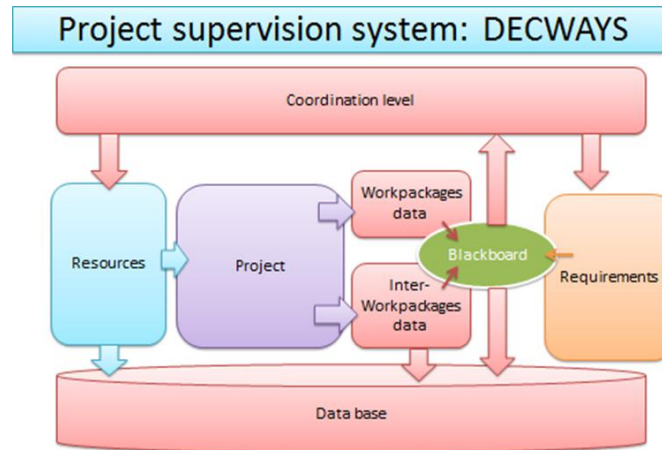 Project supervision system: DECWAYS
Coordination level
Resources
Project
Workpackages
data
Inter-
Workpackages
data
Blackboard
Requirements
Data base